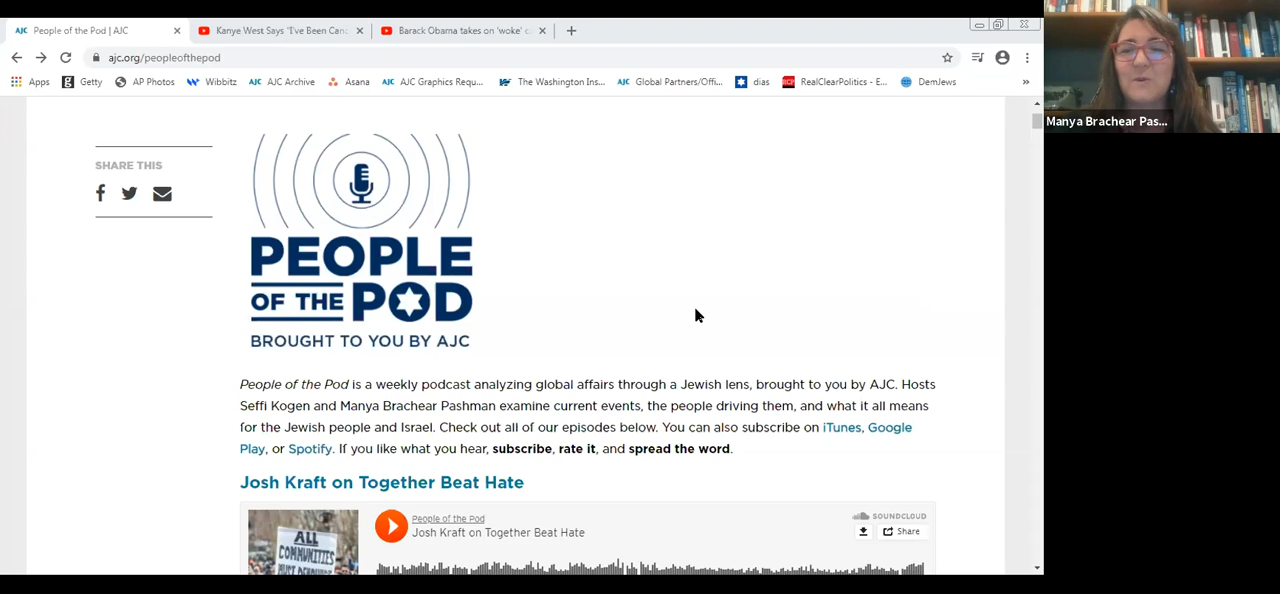 People of the Pod | AJC
Kanye West Says "I've Been Canc
Barack Obama takes on 'woke' c
ajc.org/peopleofthepod
Apps
Getty
AP Photos
Wibbitz
AJC Archive
Asana
AJC Graphics Requ...
The Washington Ins...
Global Partners/Offi...
dias
RealClearPolitics - E...
DemJews
Manya Brachear Pas...
SHARE THIS
PEOPLE
OF THE POD
BROUGHT TO YOU BY AJC
People of the Pod is a weekly podcast analyzing global affairs through a Jewish lens, brought to you by AJC. Hosts
Seffi Kogen and Manya Brachear Pashman examine current events, the people driving them, and what it all means
for the Jewish people and Israel. Check out all of our episodes below. You can also subscribe on iTunes, Google
Play, or Spotify. If you like what you hear, subscribe, rate it, and spread the word.
Josh Kraft on Together Beat Hate
People of the Pod
SOUNDCLOUD
Josh Kraft on Together Beat Hate
Share
ALL
COMMUNITIES